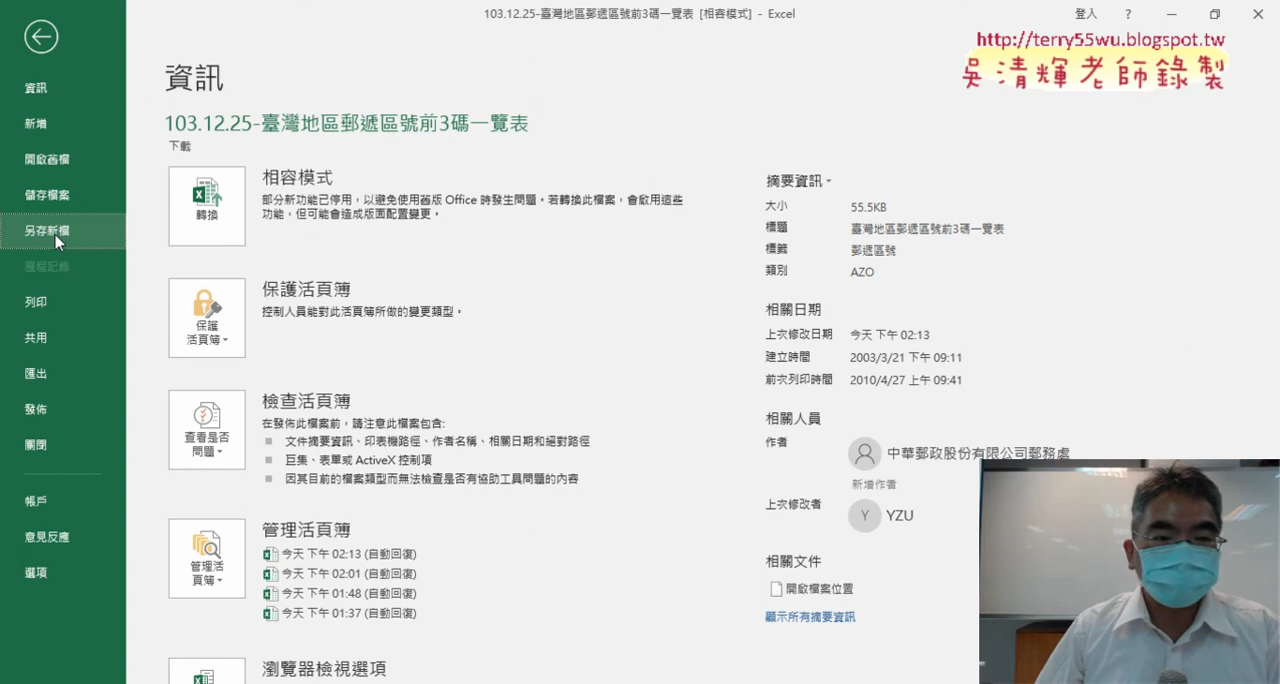 103.12.25-臺灣地區郵遞區號前3碼一覽表 [相容模式] - Excel
登入 ?
http://terry55wu.blogspot.tw
吳清輝老師錄製
資訊
新增
開啟舊檔
儲存檔案
另存新檔
歷程記錄
列印
共用
匯出
發佈
關閉
帳戶
意見反應
選項
資訊
103.12.25-臺灣地區郵遞區號前3碼一覽表
下載
轉換
相容模式
部分新功能已停用，以避免使用舊版 Office 時發生問題。若轉換此檔案，會啟用這些
功能，但可能會造成版面配置變更。
保護
活頁簿
保護活頁簿
控制人員能對此活頁簿所做的變更類型。
查看是否
問題
檢查活頁簿
在發佈此檔案前，請注意此檔案包含:
文件摘要資訊、印表機路徑、作者名稱、相關日期和絕對路徑
巨集、表單或 ActiveX 控制項
因其目前的檔案類型而無法檢查是否有協助工具問題的內容
管理活
頁簿
管理活頁簿
今天 下午 02:13 (自動回復)
今天 下午 02:01 (自動回復)
今天 下午 01:48 (自動回復)
今天 下午 01:37 (自動回復)
瀏覽器檢視選項
摘要資訊
大小 55.5KB
標題 臺灣地區郵遞區號前3碼一覽表
標籤 郵遞區號
類別 AZO
相關日期
上次修改日期 今天 下午 02:13
建立時間 2003/3/21 下午 09:11
前次列印時間 2010/4/27 上午 09:41
相關人員
作者
中華郵政股份有限公司郵務處
新增作者
上次修改者
Y YZU
相關文件
開啟檔案位置
顯示所有摘要資訊